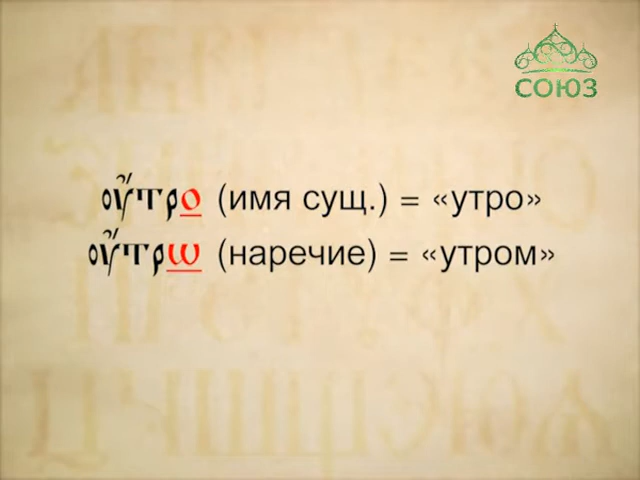 СОЮЗ
ѹ҆́тро (имя сущ.) = «утро»
ѹ҆́трѡ (наречие) = «утром»